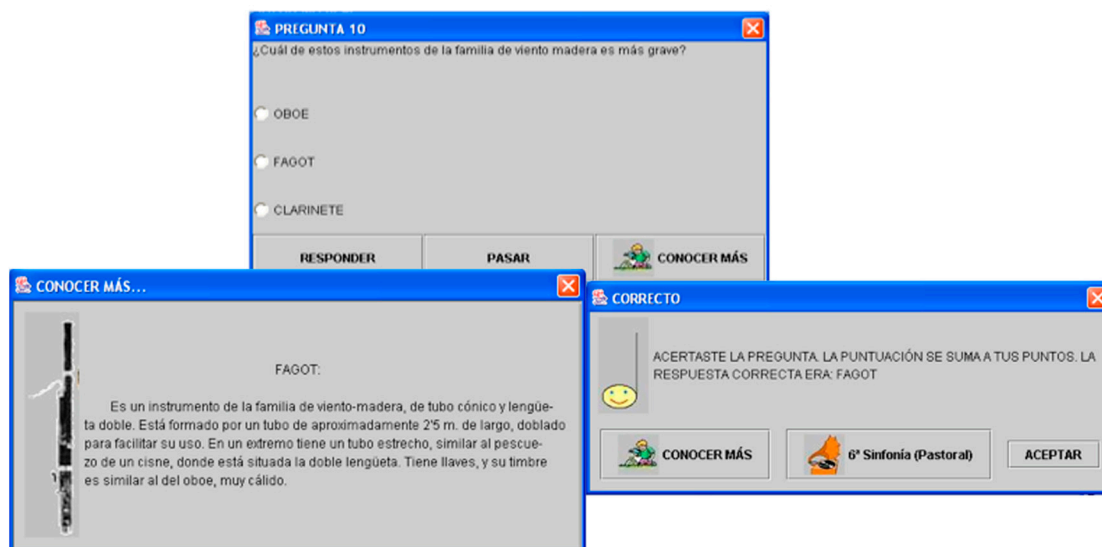 PREGUNTA 10
¿Cuál de estos instrumentos de la familia de viento madera es más grave?
OBOE
FAGOT
CLARINETE
RESPONDER
PASAR
CONOCER MÁS
CONOCER MÁS...
FAGOT:
Es un instrumento de la familia de viento-madera, de tubo cónico y lengüe-
ta doble. Está formado por un tubo de aproximadamente 2'5 m. de largo, doblado
para facilitar su uso. En un extremo tiene un tubo estrecho, similar al pescue-
zo de un cisne, donde está situada la doble lengüeta. Tiene llaves, y su timbre
es similar al del oboe, muy cálido.
CORRECTO
ACERTASTE LA PREGUNTA. LA PUNTUACIÓN SE SUMA A TUS PUNTOS. LA
RESPUESTA CORRECTA ERA: FAGOT
CONOCER MÁS
6ª Sinfonía (Pastoral)
ACEPTAR